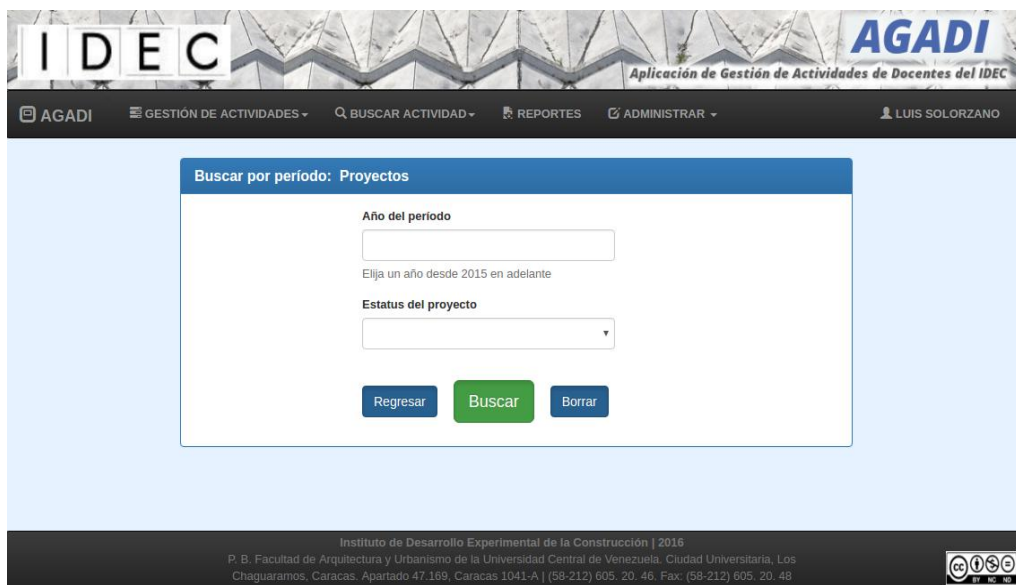 IDEC
AGADI
Aplicación de Gestión de Actividades de Docentes del IDEC
AGADI GESTIÓN DE ACTIVIDADES BUSCAR ACTIVIDAD REPORTES ADMINISTRAR LUIS SOLORZANO
Buscar por período: Proyectos
Año del período
Elija un año desde 2015 en adelante
Estatus del proyecto
Regresar Buscar Borrar
Instituto de Desarrollo Experimental de la Construcción | 2016
P. B. Facultad de Arquitectura y Urbanismo de la Universidad Central de Venezuela. Ciudad Universitaria, Los
Chaguaramos, Caracas. Apartado 47.169, Caracas 1041-A | (58-212) 605. 20. 46. Fax: (58-212) 605. 20. 48
cc BY NC ND